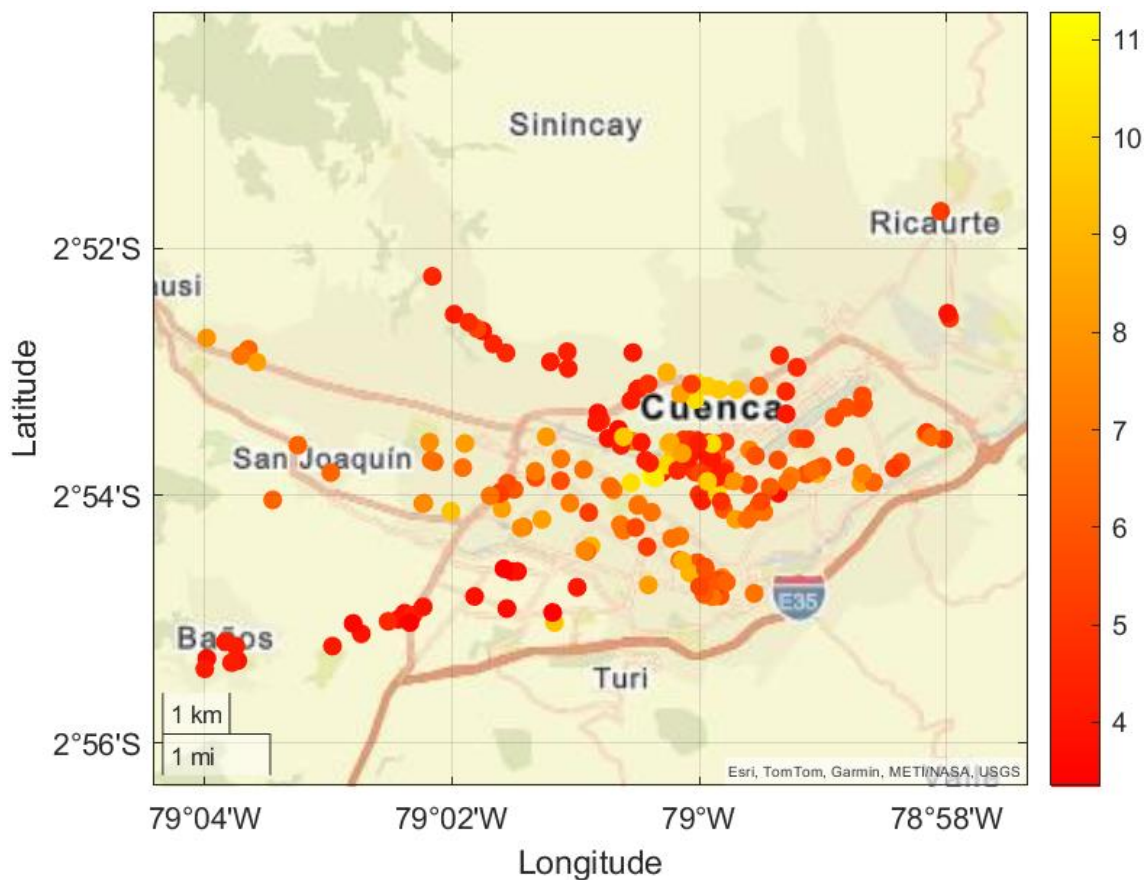 11
Sinincay
10
Ricaurte
2°52'S
9
ausi
8
Latitude
Cuenca
San Joaquín
7
2°54'S
6
E35
Baños
5
Turi
1 km
4
2°56'S
1 mi
Esri, TomTom, Garmin, METI/NASA, USGS
Valle
79°04'W 79°02'W 79°W 78°58'W
Longitude